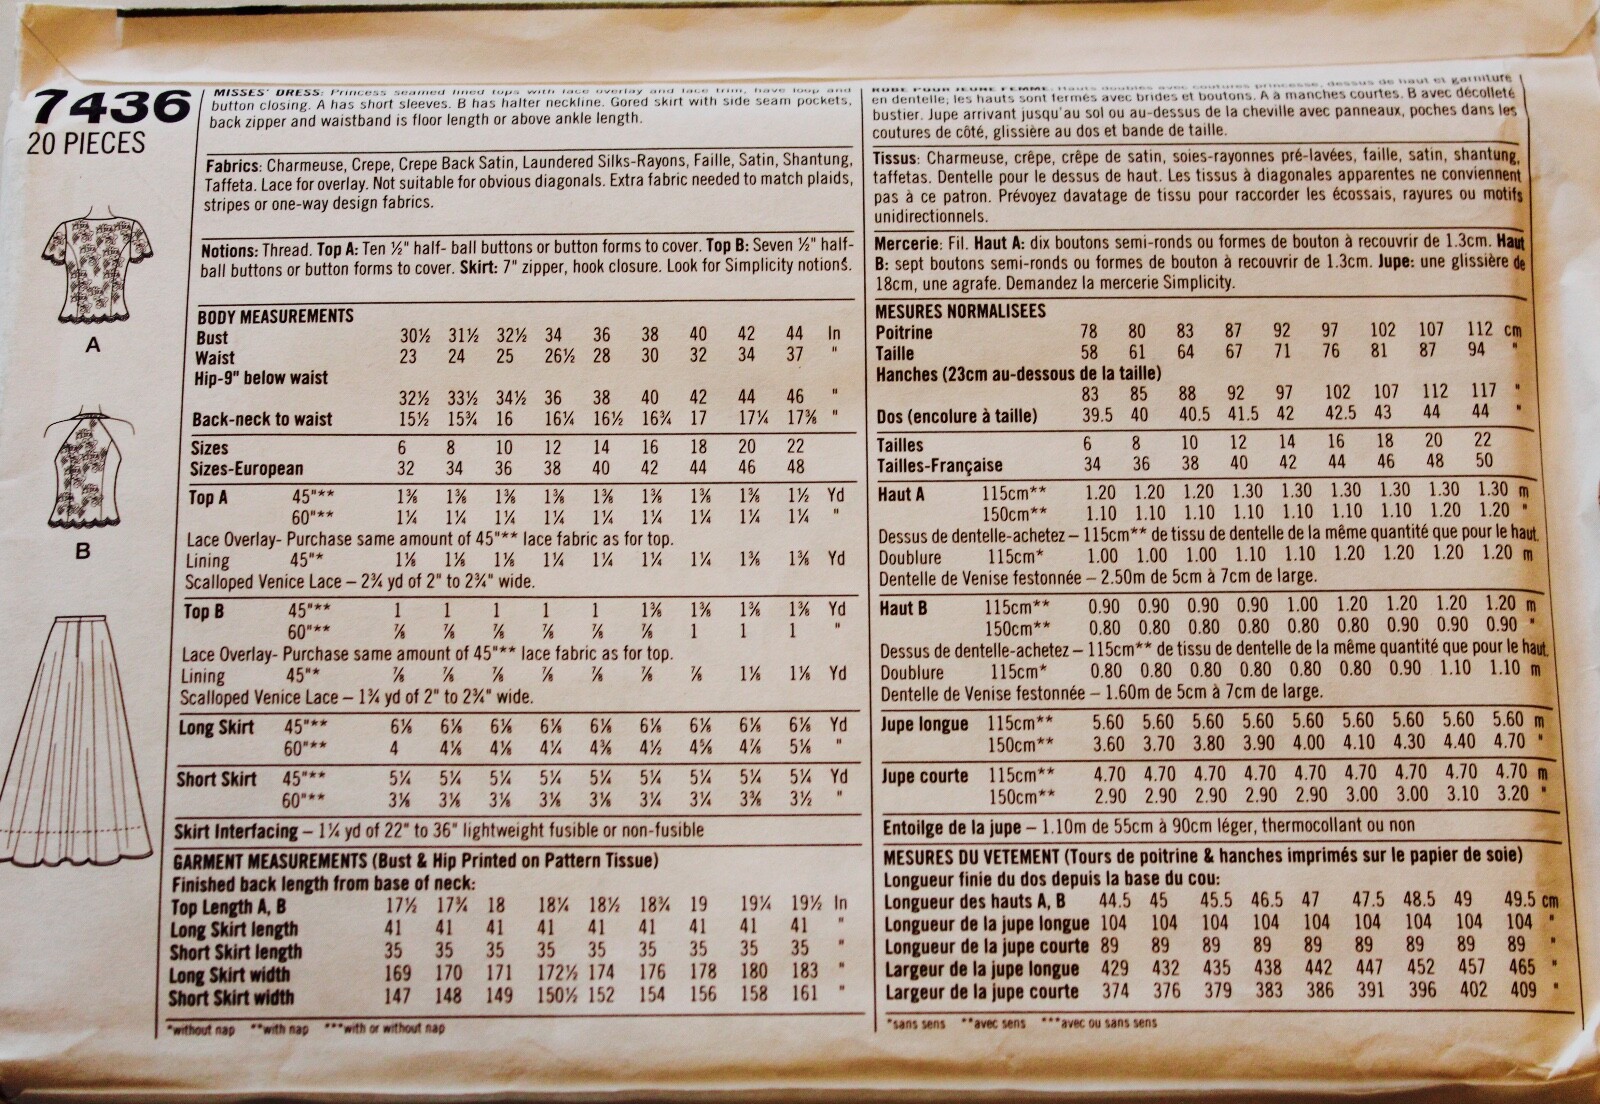 7436
20 PIECES
A
B
MISSES' DRESS: Princess seamed lined tops with lace overlay and lace trim, have loop and
button closing. A has short sleeves. B has halter neckline. Gored skirt with side seam pockets,
back zipper and waistband is floor length or above ankle length.
Fabrics: Charmeuse, Crepe, Crepe Back Satin, Laundered Silks-Rayons, Faille, Satin, Shantung,
Taffeta. Lace for overlay. Not suitable for obvious diagonals. Extra fabric needed to match plaids,
stripes or one-way design fabrics.
Notions: Thread. Top A: Ten ½" half- ball buttons or button forms to cover. Top B: Seven ½" half-
ball buttons or button forms to cover. Skirt: 7" zipper, hook closure. Look for Simplicity notions.
BODY MEASUREMENTS
Bust 30½ 31½ 32½ 34 36 38 40 42 44 In
Waist 23 24 25 26½ 28 30 32 34 37 "
Hip-9" below waist
32½ 33½ 34½ 36 38 40 42 44 46 "
Back-neck to waist 15½ 15¾ 16 16¼ 16½ 16¾ 17 17¼ 17⅜ "
Sizes 6 8 10 12 14 16 18 20 22
Sizes-European 32 34 36 38 40 42 44 46 48
Top A 45"** 1⅜ 1⅜ 1⅜ 1⅜ 1⅜ 1⅜ 1⅜ 1⅜ 1½ Yd
60"** 1¼ 1¼ 1¼ 1¼ 1¼ 1¼ 1¼ 1¼ 1¼ "
Lace Overlay- Purchase same amount of 45"** lace fabric as for top.
Lining 45"* 1⅛ 1⅛ 1⅛ 1¼ 1¼ 1¼ 1¼ 1⅜ 1⅜ Yd
Scalloped Venice Lace – 2¾ yd of 2" to 2¾" wide.
Top B 45"** 1 1 1 1 1 1⅜ 1⅜ 1⅜ 1⅜ Yd
60"** ⅞ ⅞ ⅞ ⅞ ⅞ ⅞ 1 1 1 "
Lace Overlay- Purchase same amount of 45"** lace fabric as for top.
Lining 45"* ⅞ ⅞ ⅞ ⅞ ⅞ ⅞ ⅞ 1⅛ 1⅛ Yd
Scalloped Venice Lace – 1¾ yd of 2" to 2¾" wide.
Long Skirt 45"** 6⅛ 6⅛ 6⅛ 6⅛ 6⅛ 6⅛ 6⅛ 6⅛ 6⅛ Yd
60"** 4 4⅛ 4⅛ 4¼ 4⅜ 4½ 4⅝ 4⅞ 5⅛ "
Short Skirt 45"** 5¼ 5¼ 5¼ 5¼ 5¼ 5¼ 5¼ 5¼ 5¼ Yd
60"** 3⅛ 3⅛ 3⅛ 3⅛ 3⅛ 3¼ 3¼ 3⅜ 3½ "
Skirt Interfacing – 1¼ yd of 22" to 36" lightweight fusible or non-fusible
GARMENT MEASUREMENTS (Bust & Hip Printed on Pattern Tissue)
Finished back length from base of neck:
Top Length A, B 17½ 17¾ 18 18¼ 18½ 18¾ 19 19¼ 19½ In
Long Skirt length 41 41 41 41 41 41 41 41 41 "
Short Skirt length 35 35 35 35 35 35 35 35 35 "
Long Skirt width 169 170 171 172½ 174 176 178 180 183 "
Short Skirt width 147 148 149 150½ 152 154 156 158 161 "
*without nap **with nap ***with or without nap
ROBE POUR JEUNE FEMME: Hauts doublés avec coutures princesse, dessus de haut et garniture
en dentelle; les hauts sont fermés avec brides et boutons. A à manches courtes. B avec décolleté
bustier. Jupe arrivant jusqu'au sol ou au-dessus de la cheville avec panneaux, poches dans les
coutures de côté, glissière au dos et bande de taille.
Tissus: Charmeuse, crêpe, crêpe de satin, soies-rayonnes pré-lavées, faille, satin, shantung,
taffetas. Dentelle pour le dessus de haut. Les tissus à diagonales apparentes ne conviennent
pas à ce patron. Prévoyez davatage de tissu pour raccorder les écossais, rayures ou motifs
unidirectionnels.
Mercerie: Fil. Haut A: dix boutons semi-ronds ou formes de bouton à recouvrir de 1.3cm. Haut
B: sept boutons semi-ronds ou formes de bouton à recouvrir de 1.3cm. Jupe: une glissière de
18cm, une agrafe. Demandez la mercerie Simplicity.
MESURES NORMALISEES
Poitrine 78 80 83 87 92 97 102 107 112 cm
Taille 58 61 64 67 71 76 81 87 94 "
Hanches (23cm au-dessous de la taille)
83 85 88 92 97 102 107 112 117 "
Dos (encolure à taille) 39.5 40 40.5 41.5 42 42.5 43 44 44 "
Tailles 6 8 10 12 14 16 18 20 22
Tailles-Française 34 36 38 40 42 44 46 48 50
Haut A 115cm** 1.20 1.20 1.20 1.30 1.30 1.30 1.30 1.30 1.30 m
150cm** 1.10 1.10 1.10 1.10 1.10 1.10 1.10 1.20 1.20 "
Dessus de dentelle-achetez – 115cm** de tissu de dentelle de la même quantité que pour le haut.
Doublure 115cm* 1.00 1.00 1.00 1.10 1.10 1.20 1.20 1.20 1.20 m
Dentelle de Venise festonnée – 2.50m de 5cm à 7cm de large.
Haut B 115cm** 0.90 0.90 0.90 0.90 1.00 1.20 1.20 1.20 1.20 m
150cm** 0.80 0.80 0.80 0.80 0.80 0.80 0.90 0.90 0.90 "
Dessus de dentelle-achetez – 115cm** de tissu de dentelle de la même quantité que pour le haut.
Doublure 115cm* 0.80 0.80 0.80 0.80 0.80 0.80 0.90 1.10 1.10 m
Dentelle de Venise festonnée – 1.60m de 5cm à 7cm de large.
Jupe longue 115cm** 5.60 5.60 5.60 5.60 5.60 5.60 5.60 5.60 5.60 m
150cm** 3.60 3.70 3.80 3.90 4.00 4.10 4.30 4.40 4.70 "
Jupe courte 115cm** 4.70 4.70 4.70 4.70 4.70 4.70 4.70 4.70 4.70 m
150cm** 2.90 2.90 2.90 2.90 2.90 3.00 3.00 3.10 3.20 "
Entoilge de la jupe – 1.10m de 55cm à 90cm léger, thermocollant ou non
MESURES DU VETEMENT (Tours de poitrine & hanches imprimés sur le papier de soie)
Longueur finie du dos depuis la base du cou:
Longueur des hauts A, B 44.5 45 45.5 46.5 47 47.5 48.5 49 49.5 cm
Longueur de la jupe longue 104 104 104 104 104 104 104 104 104 "
Longueur de la jupe courte 89 89 89 89 89 89 89 89 89 "
Largeur de la jupe longue 429 432 435 438 442 447 452 457 465 "
Largeur de la jupe courte 374 376 379 383 386 391 396 402 409 "
*sans sens **avec sens ***avec ou sans sens